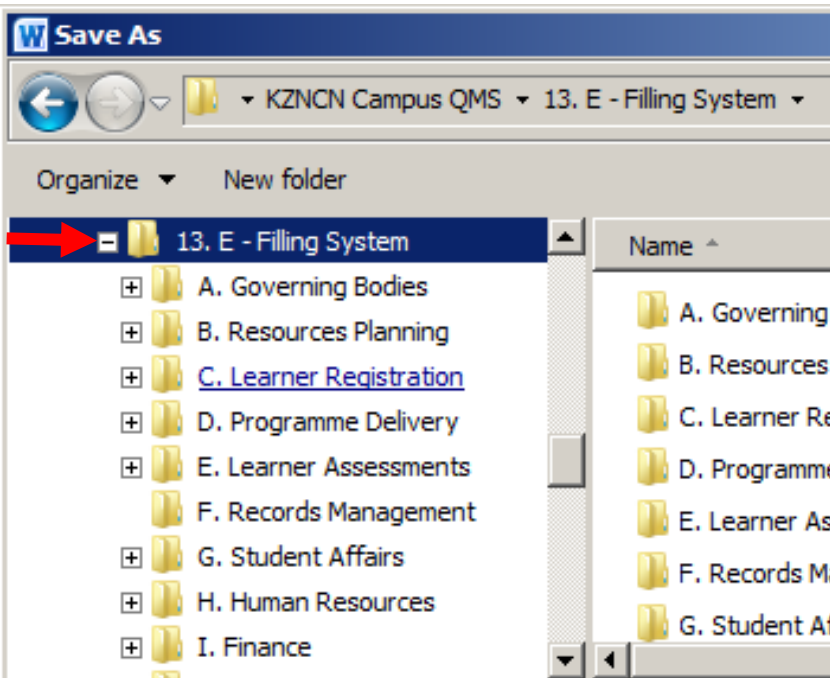 W Save As
KZNCN Campus QMS 13. E - Filling System
Organize New folder
13. E - Filling System
A. Governing Bodies
B. Resources Planning
C. Learner Registration
D. Programme Delivery
E. Learner Assessments
F. Records Management
G. Student Affairs
H. Human Resources
I. Finance
Name
A. Governing
B. Resources
C. Learner Re
D. Programme
E. Learner As
F. Records Ma
G. Student Af